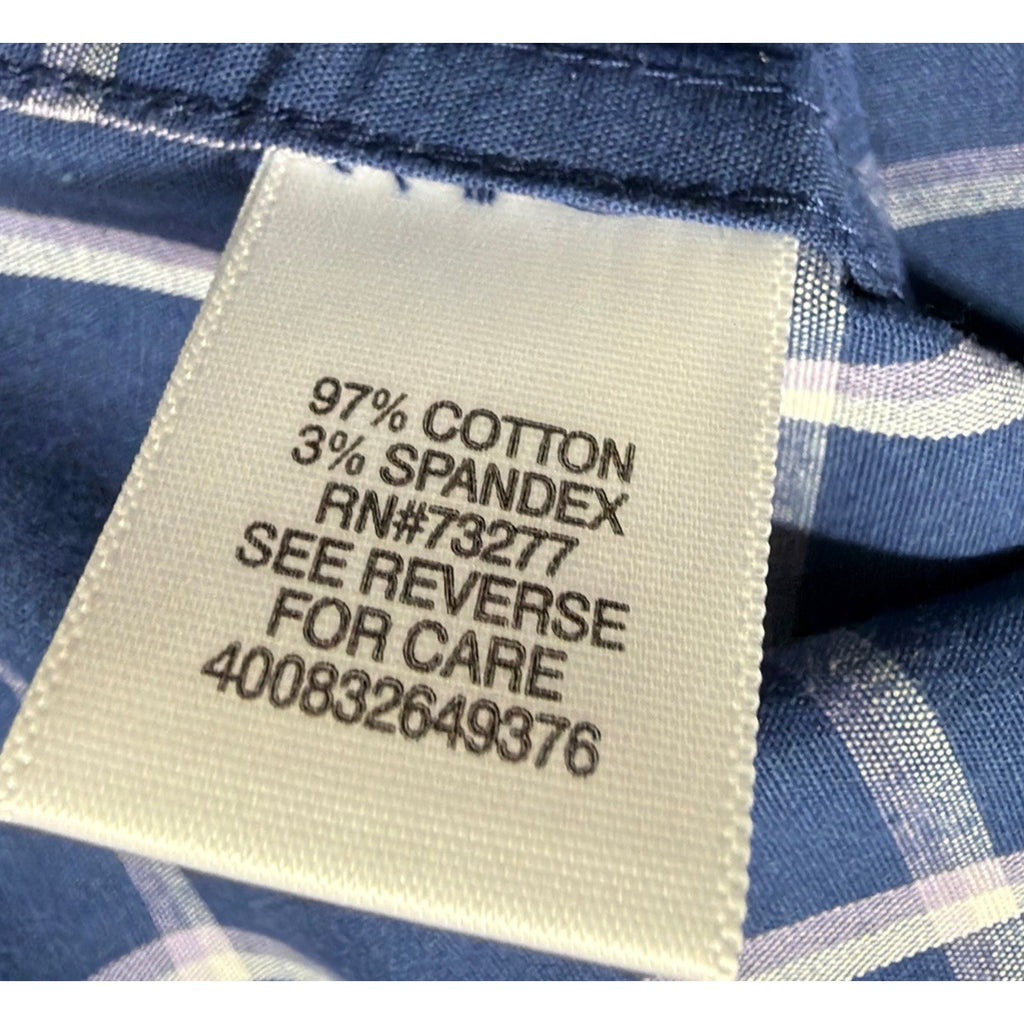 97% COTTON
3% SPANDEX
RN#73277
SEE REVERSE
FOR CARE
400832649376